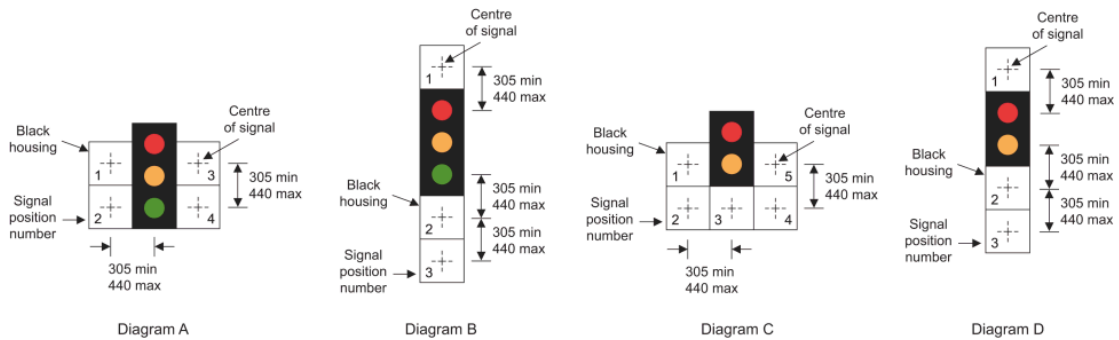 Centre
of signal
Black
housing
1
3
305 min
440 max
Signal
position
number
2
4
305 min
440 max
Diagram A
Centre
of signal
1
305 min
440 max
Black
housing
305 min
440 max
2
305 min
440 max
Signal
position
number
3
Diagram B
Centre
of signal
Black
housing
1
5
305 min
440 max
Signal
position
number
2
3
4
305 min
440 max
Diagram C
Centre
of signal
1
305 min
440 max
Black
housing
305 min
440 max
2
305 min
440 max
Signal
position
number
3
Diagram D